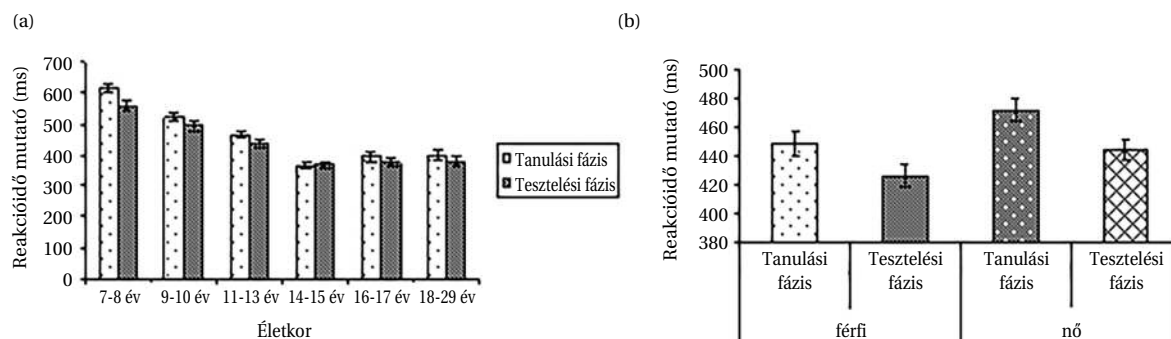 (a)
Reakcióidő mutató (ms)
700
600
500
400
300
200
100
0
7-8 év 9-10 év 11-13 év 14-15 év 16-17 év 18-29 év
Életkor
Tanulási fázis
Tesztelési fázis
(b)
Reakcióidő mutató (ms)
500
480
460
440
420
400
380
Tanulási fázis
Tesztelési fázis
Tanulási fázis
Tesztelési fázis
férfi
nő